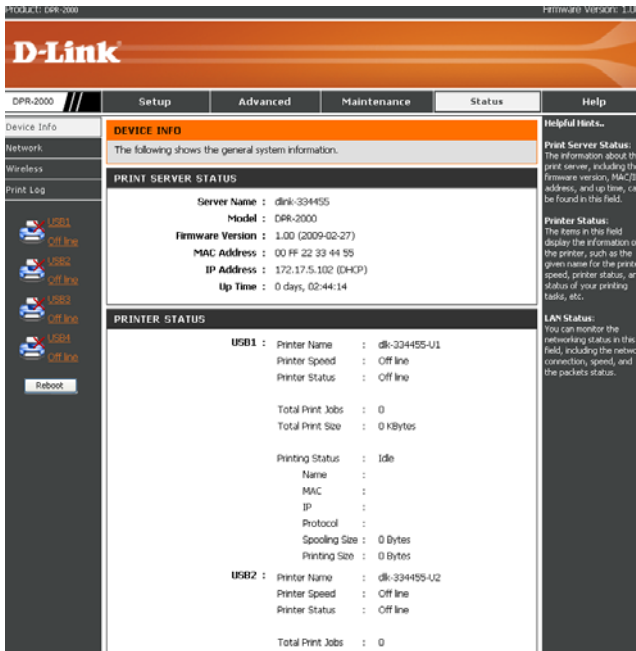 Product: DPR-2000
Firmware Version: 1.0
D-Link
DPR-2000
Setup
Advanced
Maintenance
Status
Help
Device Info
Network
Wireless
Print Log
USB1
Off line
USB2
Off line
USB3
Off line
USB4
Off line
Reboot
DEVICE INFO
The following shows the general system information.
PRINT SERVER STATUS
Server Name : dlink-334455
Model : DPR-2000
Firmware Version : 1.00 (2009-02-27)
MAC Address : 00 FF 22 33 44 55
IP Address : 172.17.5.102 (DHCP)
Up Time : 0 days, 02:44:14
PRINTER STATUS
USB1 : Printer Name : dlk-334455-U1
Printer Speed : Off line
Printer Status : Off line
Total Print Jobs : 0
Total Print Size : 0 KBytes
Printing Status : Idle
Name :
MAC :
IP :
Protocol :
Spooling Size : 0 Bytes
Printing Size : 0 Bytes
USB2 : Printer Name : dlk-334455-U2
Printer Speed : Off line
Printer Status : Off line
Total Print Jobs : 0
Helpful Hints..
Print Server Status:
The information about th
print server, including the
firmware version, MAC/I
address, and up time, ca
be found in this field.
Printer Status:
The items in this field
display the information o
the printer, such as the
given name for the printe
speed, printer status, an
status of your printing
tasks, etc.
LAN Status:
You can monitor the
networking status in this
field, including the netwo
connection, speed, and
the packets status.